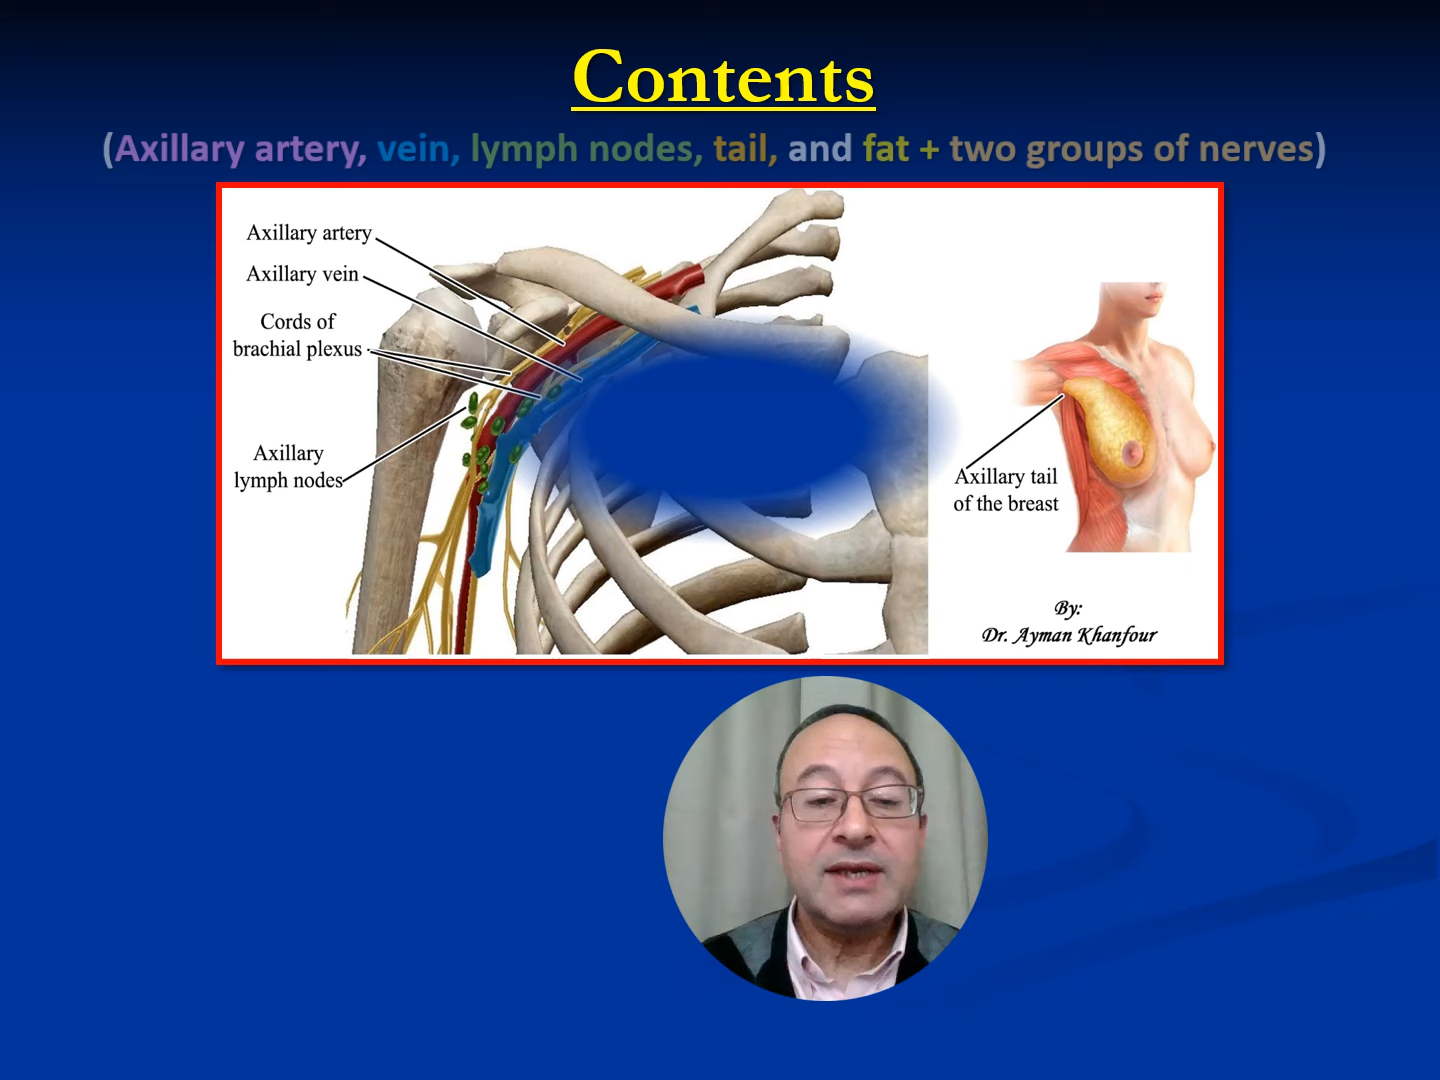 Contents
(Axillary artery, vein, lymph nodes, tail, and fat + two groups of nerves)
Axillary artery
Axillary vein
Cords of
brachial plexus
Axillary
lymph nodes
Axillary tail
of the breast
By:
Dr. Ayman Khanfour